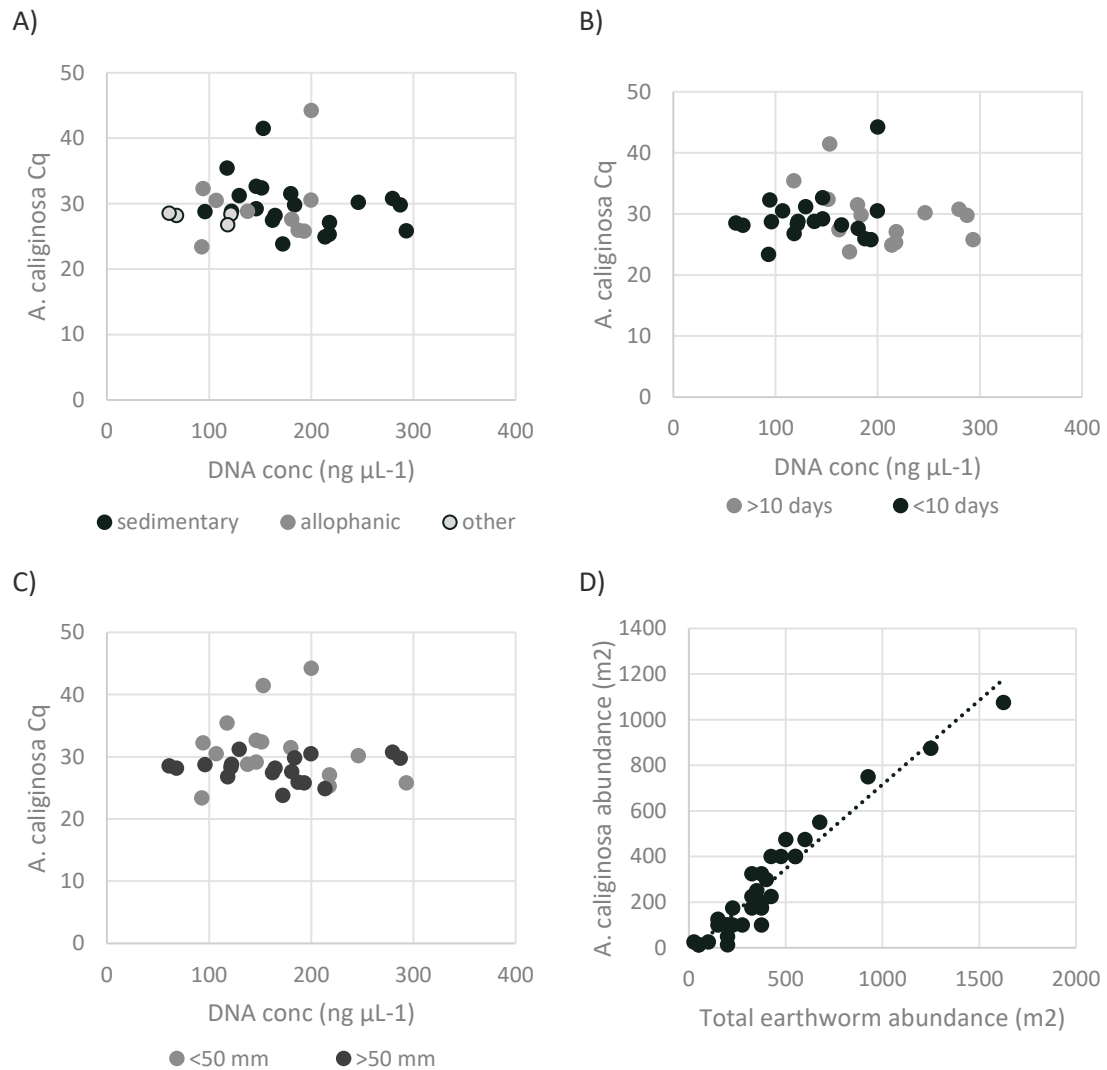 A)
50
40
30
20
10
0
A. caliginosa Cq
0 100 200 300 400
DNA conc (ng µL-1)
sedimentary allophanic other
B)
50
40
30
20
10
0
A. caliginosa Cq
0 100 200 300 400
DNA conc (ng µL-1)
>10 days <10 days
C)
50
40
30
20
10
0
A. caliginosa Cq
0 100 200 300 400
DNA conc (ng µL-1)
<50 mm >50 mm
D)
1400
1200
1000
800
600
400
200
0
A. caliginosa abundance (m2)
0 500 1000 1500 2000
Total earthworm abundance (m2)